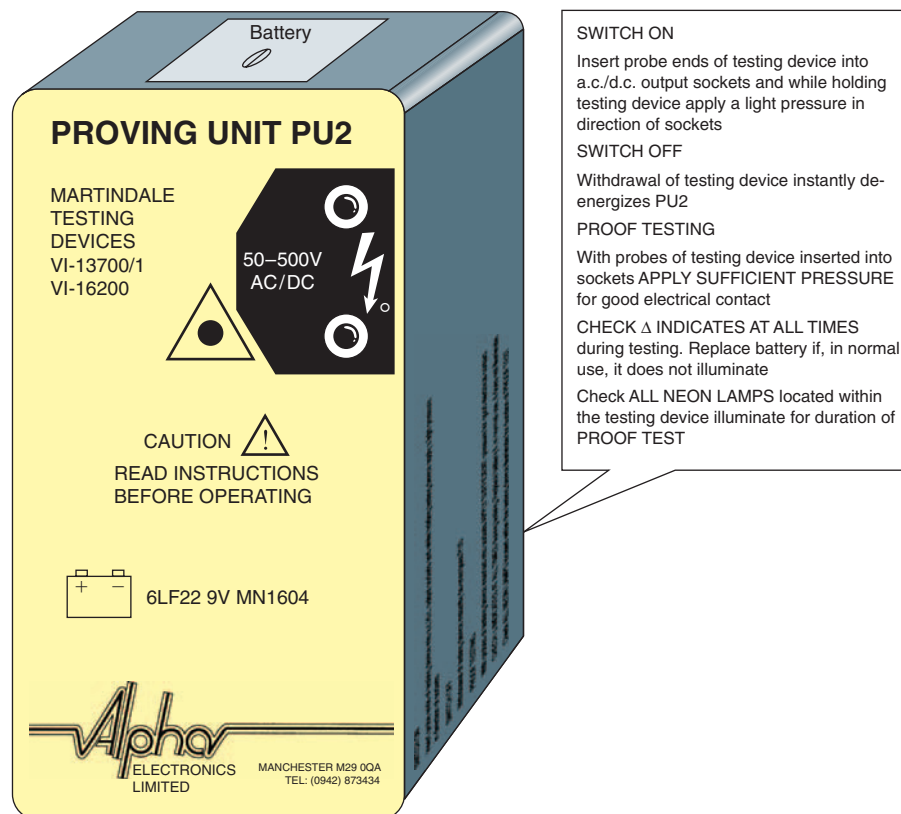 Battery
PROVING UNIT PU2
MARTINDALE
TESTING
DEVICES
VI-13700/1
VI-16200
50–500V
AC/DC
CAUTION
!
READ INSTRUCTIONS
BEFORE OPERATING
+ –
6LF22 9V MN1604
Alpha
ELECTRONICS
LIMITED
MANCHESTER M29 0QA
TEL: (0942) 873434
SWITCH ON
Insert probe ends of testing device into
a.c./d.c. output sockets and while holding
testing device apply a light pressure in
direction of sockets
SWITCH OFF
Withdrawal of testing device instantly de-
energizes PU2
PROOF TESTING
With probes of testing device inserted into
sockets APPLY SUFFICIENT PRESSURE
for good electrical contact
CHECK Δ INDICATES AT ALL TIMES
during testing. Replace battery if, in normal
use, it does not illuminate
Check ALL NEON LAMPS located within
the testing device illuminate for duration of
PROOF TEST